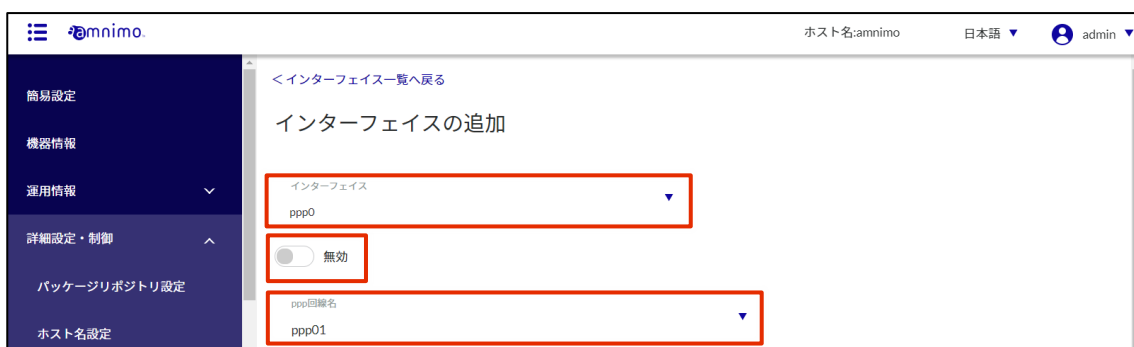 amnimo
ホスト名:amnimo
日本語
admin
簡易設定
機器情報
運用情報
詳細設定・制御
パッケージリポジトリ設定
ホスト名設定
＜インターフェイス一覧へ戻る
インターフェイスの追加
インターフェイス
ppp0
無効
ppp回線名
ppp01